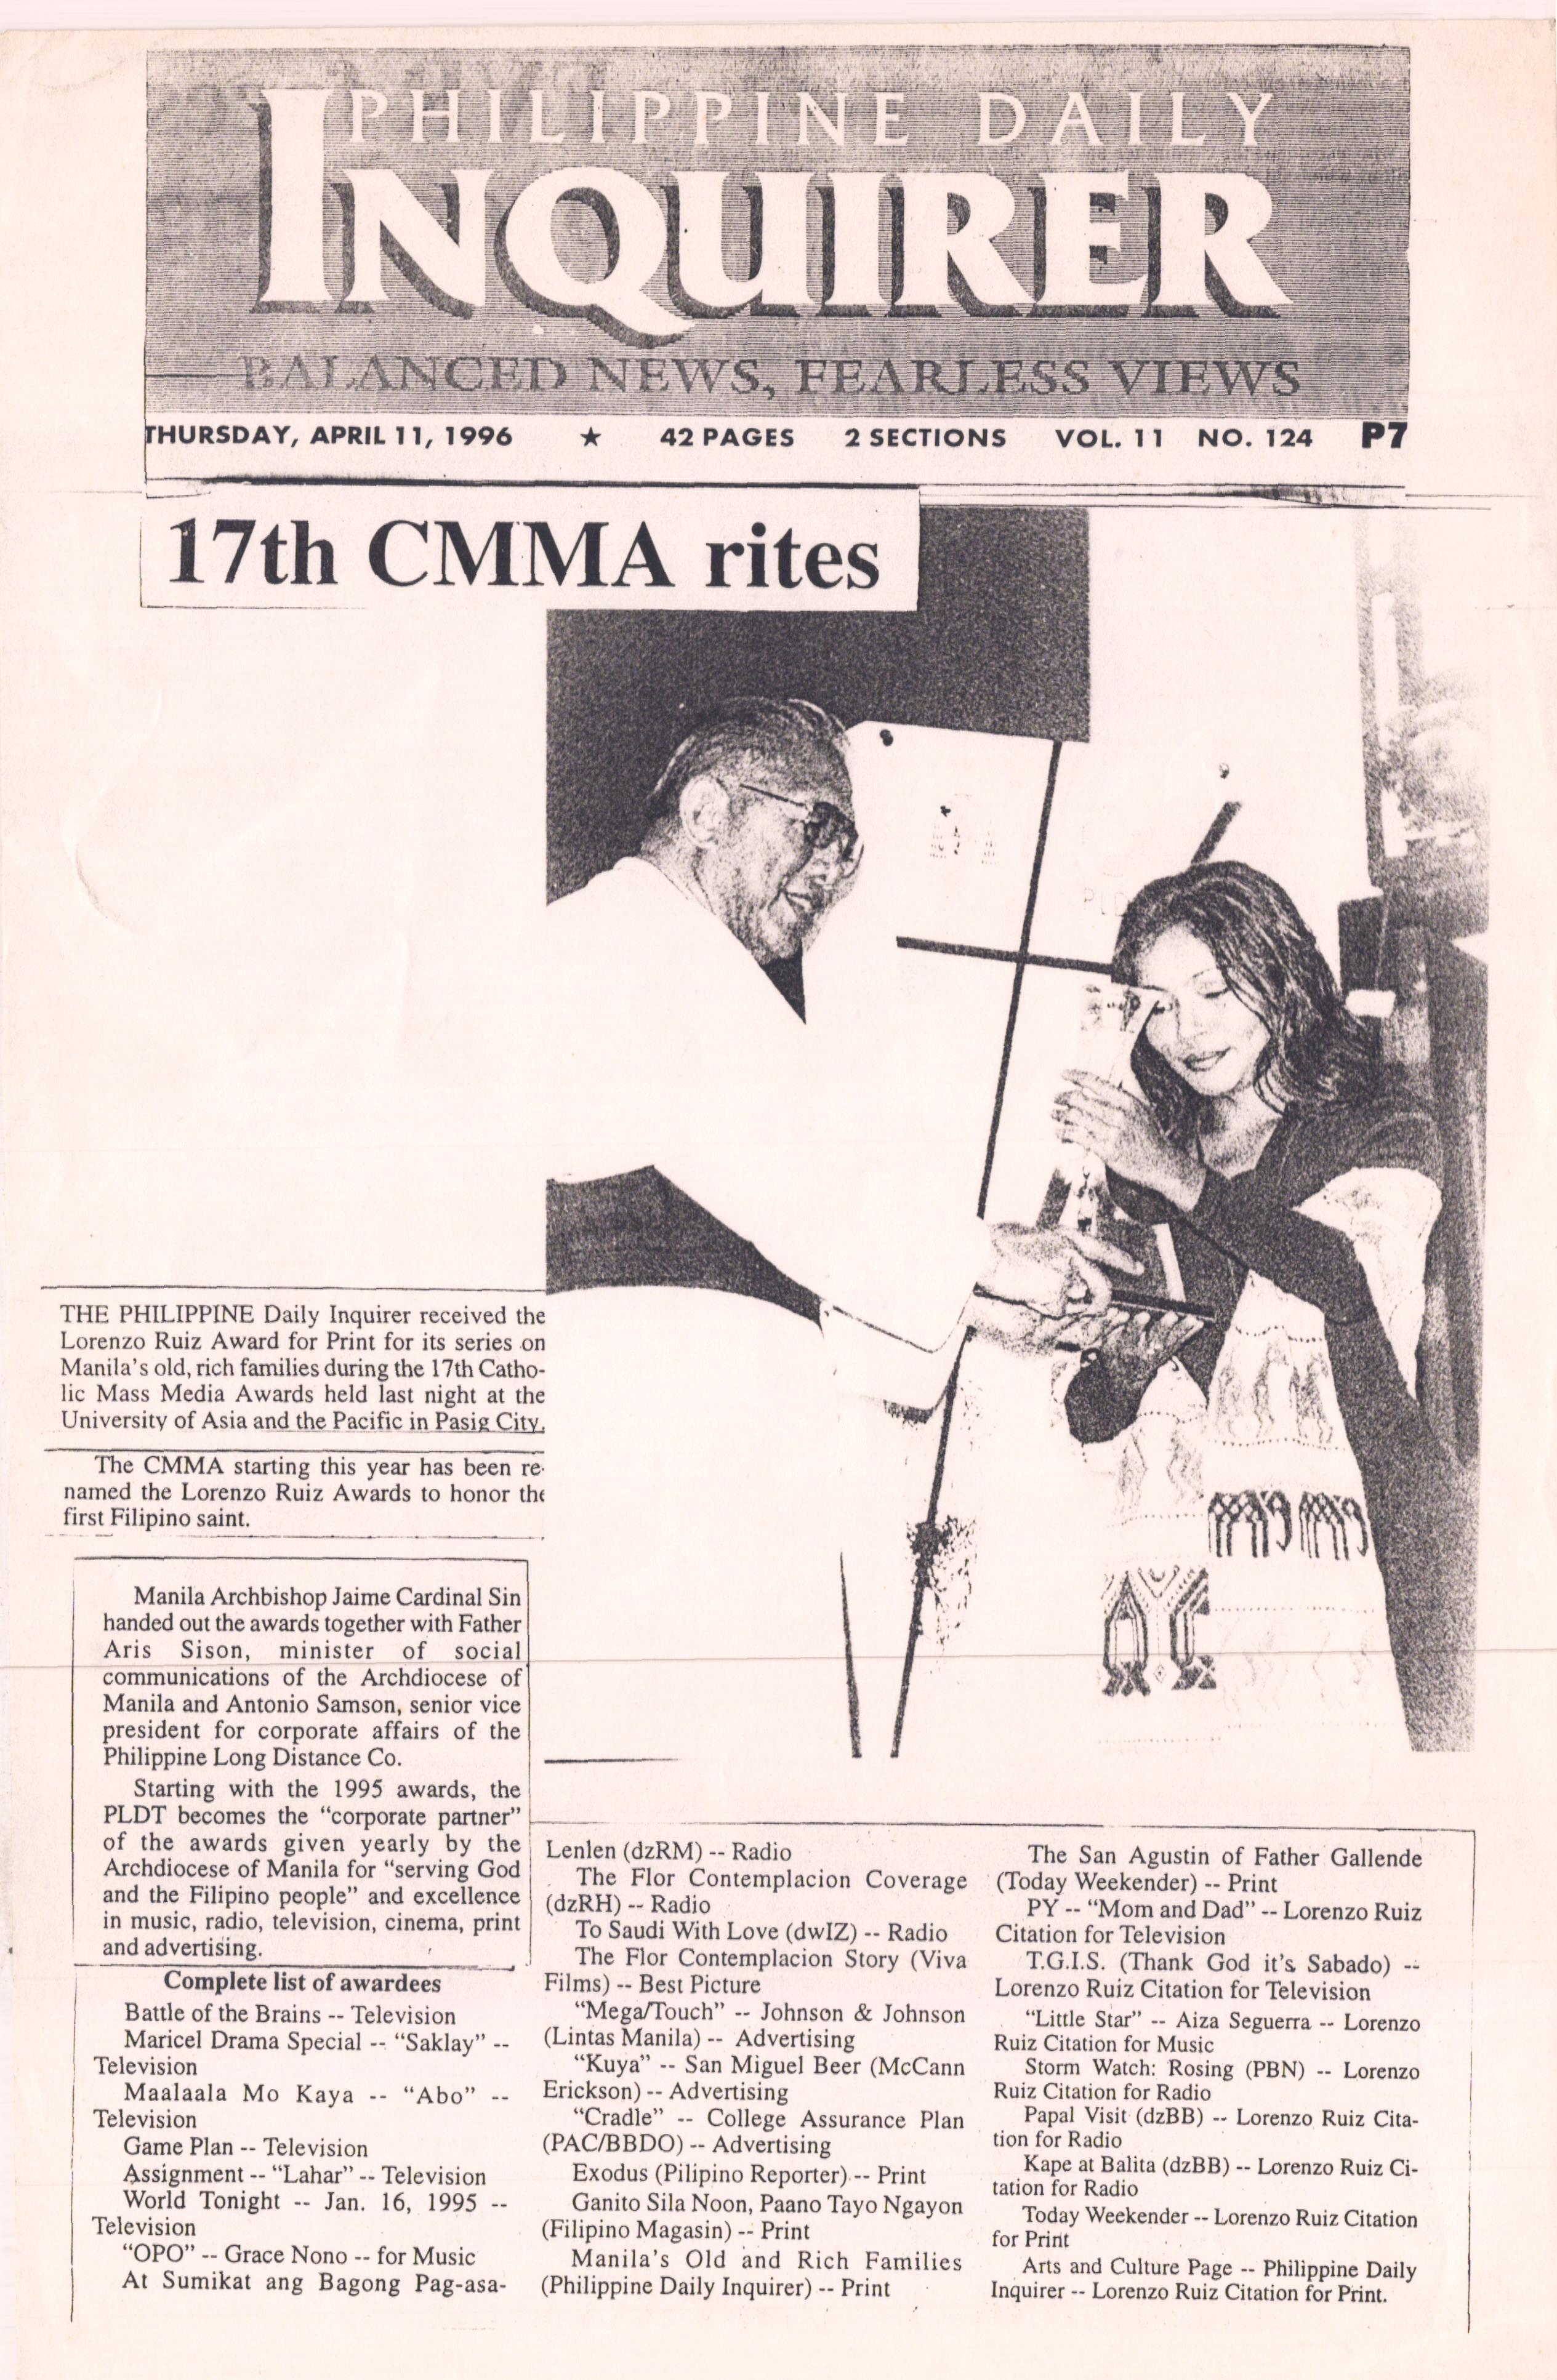 PHILIPPINE DAILY
INQUIRER
BALANCED NEWS, FEARLESS VIEWS
THURSDAY, APRIL 11, 1996 ★ 42 PAGES 2 SECTIONS VOL. 11 NO. 124 P7
17th CMMA rites
THE PHILIPPINE Daily Inquirer received the
Lorenzo Ruiz Award for Print for its series on
Manila's old, rich families during the 17th Catho-
lic Mass Media Awards held last night at the
University of Asia and the Pacific in Pasig City.
The CMMA starting this year has been re-
named the Lorenzo Ruiz Awards to honor the
first Filipino saint.
Manila Archbishop Jaime Cardinal Sin
handed out the awards together with Father
Aris Sison, minister of social
communications of the Archdiocese of
Manila and Antonio Samson, senior vice
president for corporate affairs of the
Philippine Long Distance Co.
Starting with the 1995 awards, the
PLDT becomes the "corporate partner"
of the awards given yearly by the
Archdiocese of Manila for "serving God
and the Filipino people" and excellence
in music, radio, television, cinema, print
and advertising.
Complete list of awardees
Battle of the Brains -- Television
Maricel Drama Special -- "Saklay" --
Television
Maalaala Mo Kaya -- "Abo" --
Television
Game Plan -- Television
Assignment -- "Lahar" -- Television
World Tonight -- Jan. 16, 1995 --
Television
"OPO" -- Grace Nono -- for Music
At Sumikat ang Bagong Pag-asa-
Lenlen (dzRM) -- Radio
The Flor Contemplacion Coverage
(dzRH) -- Radio
To Saudi With Love (dwIZ) -- Radio
The Flor Contemplacion Story (Viva
Films) -- Best Picture
"Mega/Touch" -- Johnson & Johnson
(Lintas Manila) -- Advertising
"Kuya" -- San Miguel Beer (McCann
Erickson) -- Advertising
"Cradle" -- College Assurance Plan
(PAC/BBDO) -- Advertising
Exodus (Pilipino Reporter) -- Print
Ganito Sila Noon, Paano Tayo Ngayon
(Filipino Magasin) -- Print
Manila's Old and Rich Families
(Philippine Daily Inquirer) -- Print
The San Agustin of Father Gallende
(Today Weekender) -- Print
PY -- "Mom and Dad" -- Lorenzo Ruiz
Citation for Television
T.G.I.S. (Thank God it's Sabado) --
Lorenzo Ruiz Citation for Television
"Little Star" -- Aiza Seguerra -- Lorenzo
Ruiz Citation for Music
Storm Watch: Rosing (PBN) -- Lorenzo
Ruiz Citation for Radio
Papal Visit (dzBB) -- Lorenzo Ruiz Cita-
tion for Radio
Kape at Balita (dzBB) -- Lorenzo Ruiz Ci-
tation for Radio
Today Weekender -- Lorenzo Ruiz Citation
for Print
Arts and Culture Page -- Philippine Daily
Inquirer -- Lorenzo Ruiz Citation for Print.